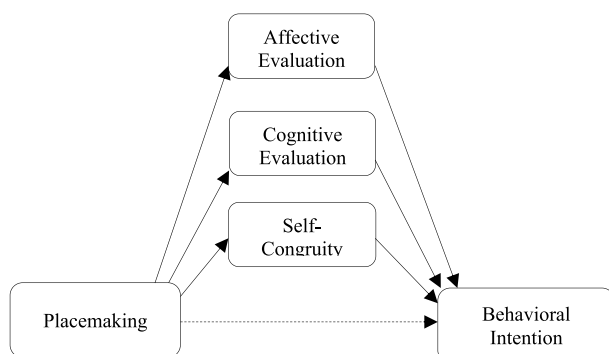 Affective
Evaluation
Cognitive
Evaluation
Self-
Congruity
Placemaking
Behavioral
Intention